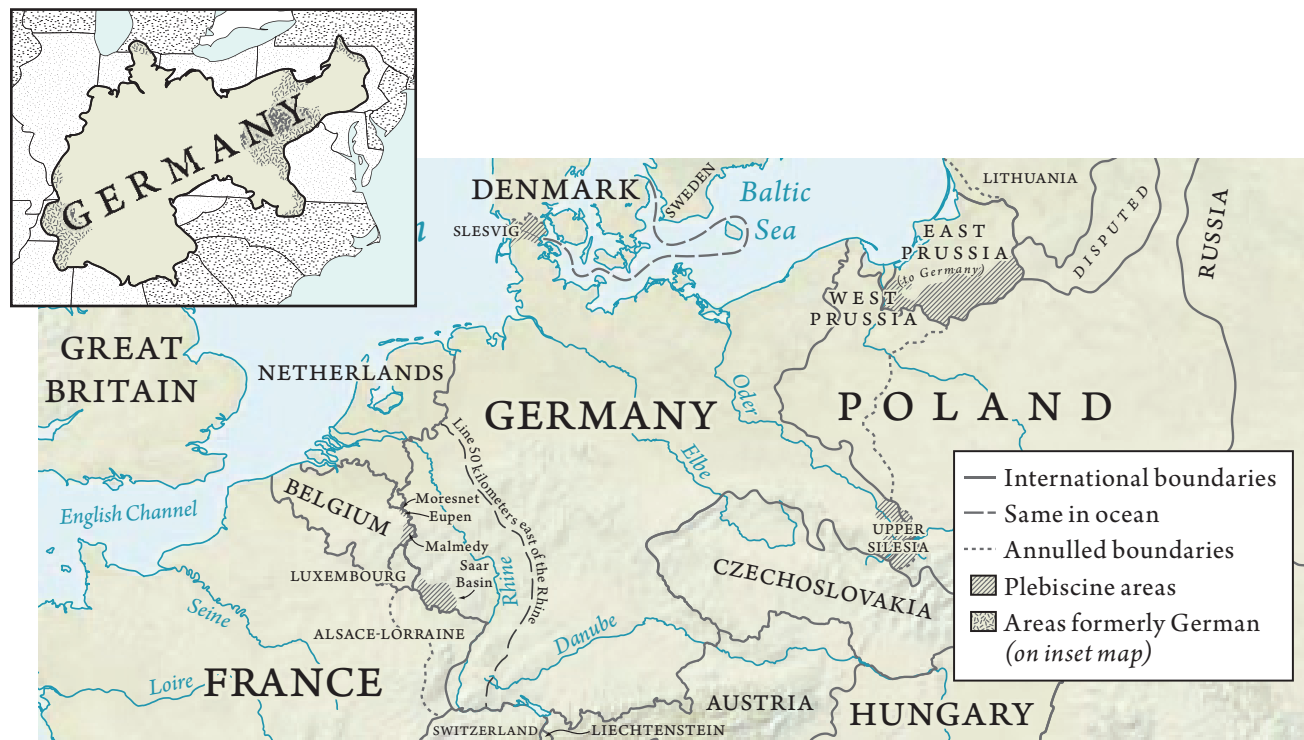 GERMANY
DENMARK
SWEDEN
Baltic
Sea
SLESVIG
n
LITHUANIA
DISPUTED
RUSSIA
EAST
PRUSSIA
(to Germany)
WEST
PRUSSIA
GREAT
BRITAIN
NETHERLANDS
GERMANY
Oder
POLAND
Elbe
Line 50 kilometers east of the Rhine
BELGIUM
Moresnet
Eupen
Malmedy
English Channel
Saar
Basin
Rhine
LUXEMBOURG
UPPER
SILESIA
CZECHOSLOVAKIA
Seine
ALSACE-LORRAINE
Danube
Loire
FRANCE
AUSTRIA
HUNGARY
SWITZERLAND
LIECHTENSTEIN
International boundaries
Same in ocean
Annulled boundaries
Plebiscine areas
Areas formerly German
(on inset map)